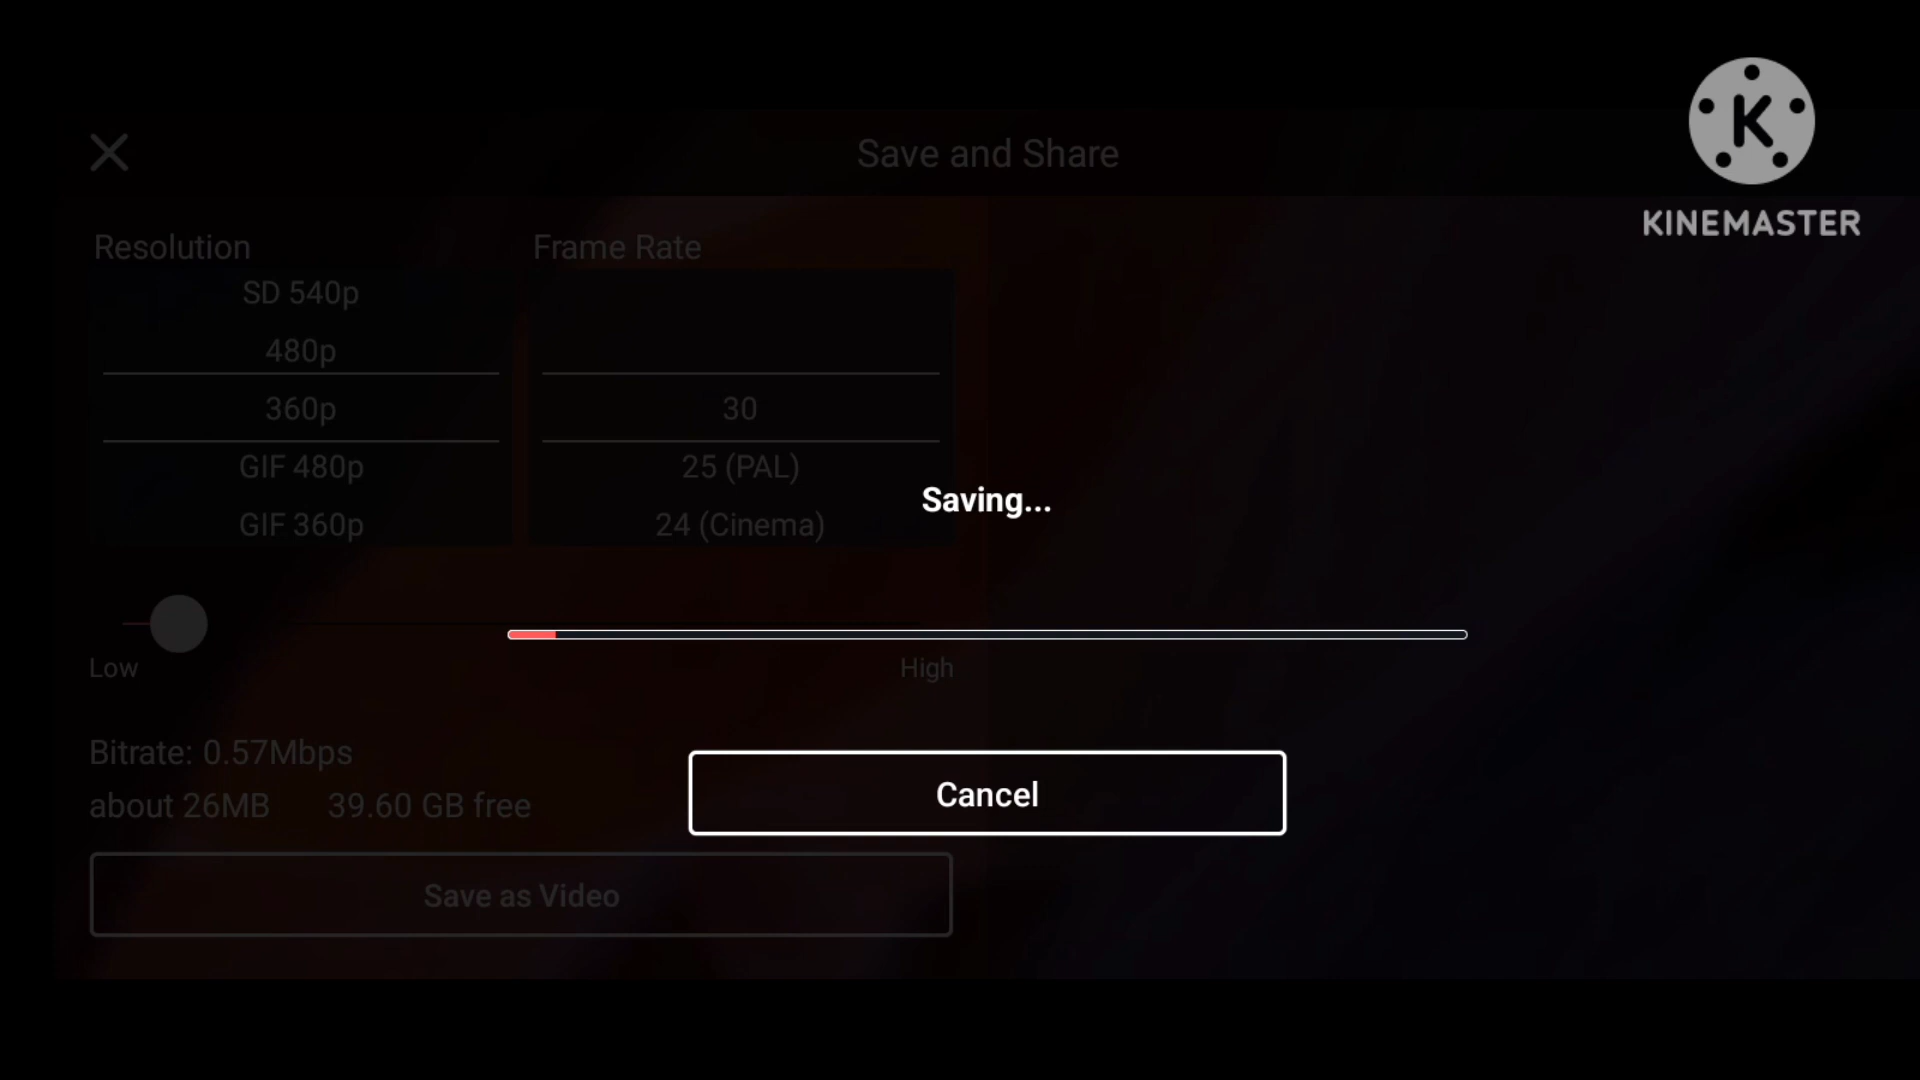 Save and Share
K
KINEMASTER
Resolution
Frame Rate
SD 540p
480p
360p
GIF 480p
GIF 360p
30
25 (PAL)
24 (Cinema)
Saving...
Low
High
Bitrate: 0.57Mbps
about 26MB 39.60 GB free
Cancel
Save as Video